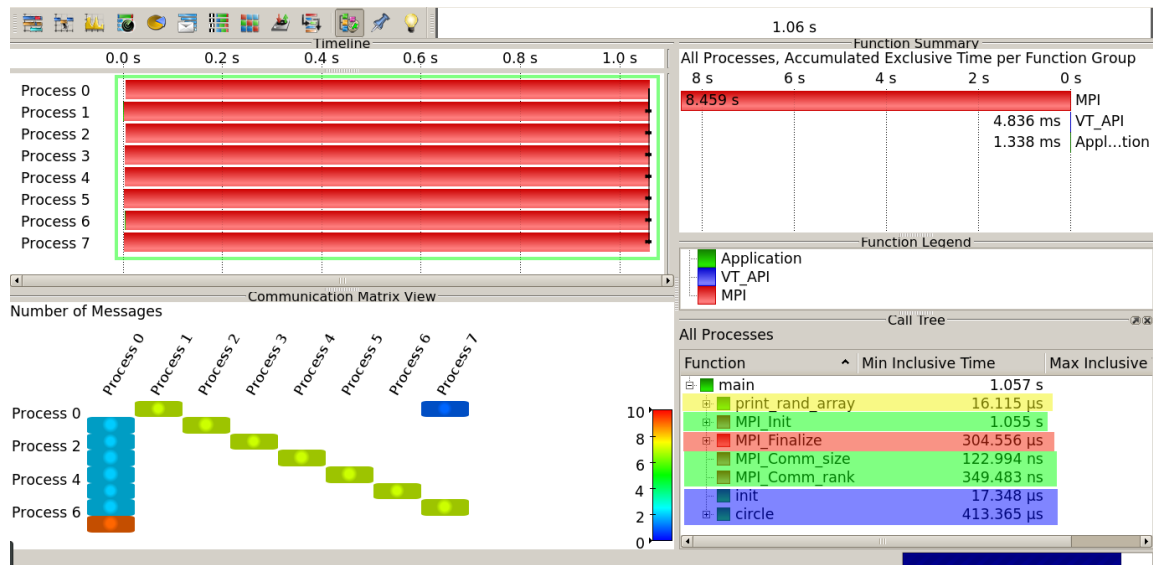 1.06 s
Timeline
0.0 s 0.2 s 0.4 s 0.6 s 0.8 s 1.0 s
Process 0
Process 1
Process 2
Process 3
Process 4
Process 5
Process 6
Process 7
Function Summary
All Processes, Accumulated Exclusive Time per Function Group
8 s 6 s 4 s 2 s 0 s
8.459 s MPI
4.836 ms VT_API
1.338 ms Appl...tion
Function Legend
Application
VT_API
MPI
Communication Matrix View
Number of Messages
Process 0 Process 1 Process 2 Process 3 Process 4 Process 5 Process 6 Process 7
Process 0
Process 2
Process 4
Process 6
10
8
6
4
2
0
Call Tree
All Processes
Function Min Inclusive Time Max Inclusive
main 1.057 s
print_rand_array 16.115 µs
MPI_Init 1.055 s
MPI_Finalize 304.556 µs
MPI_Comm_size 122.994 ns
MPI_Comm_rank 349.483 ns
init 17.348 µs
circle 413.365 µs